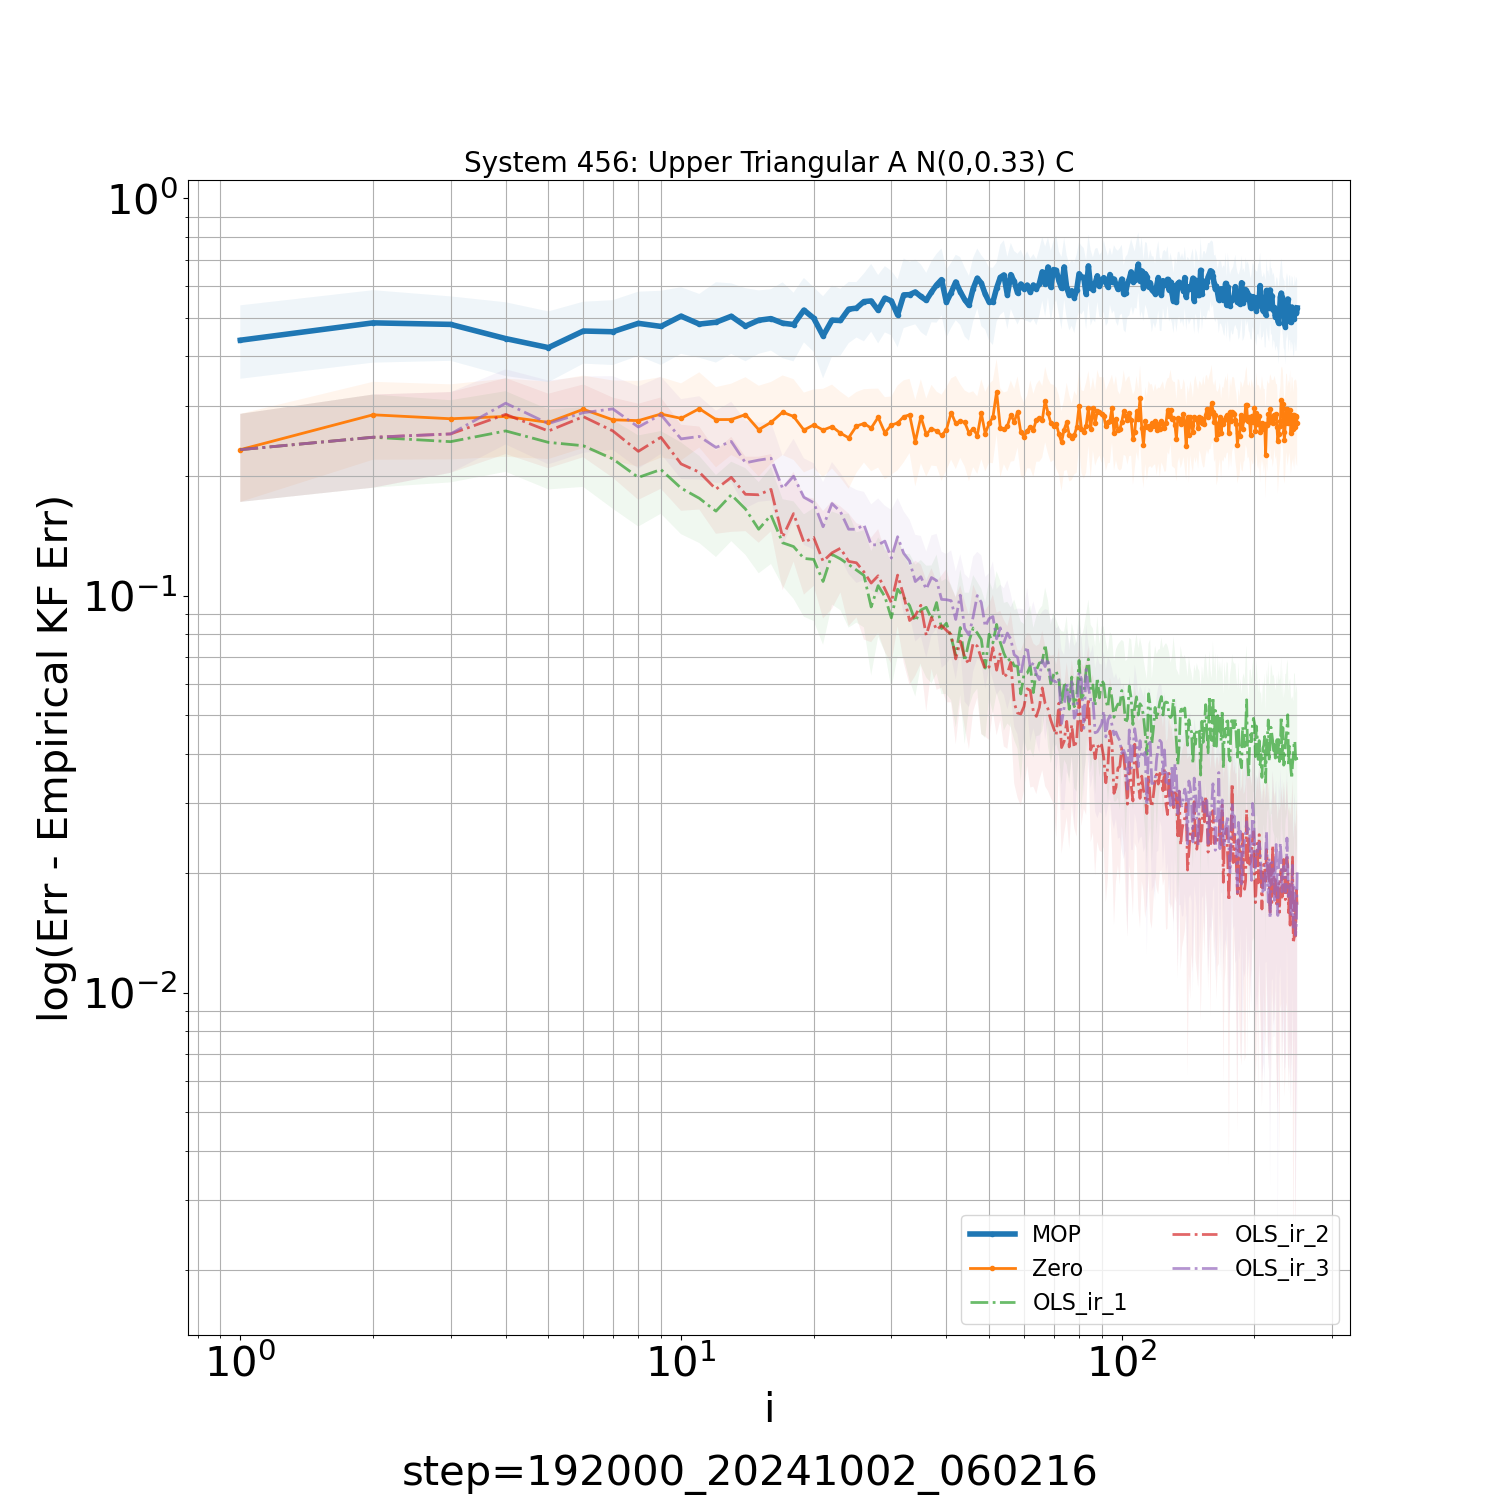 System 456: Upper Triangular A N(0,0.33) C
log(Err - Empirical KF Err)
10⁰
10⁻¹
10⁻²
MOP
Zero
OLS_ir_1
OLS_ir_2
OLS_ir_3
10⁰ 10¹ 10²
i
step=192000_20241002_060216